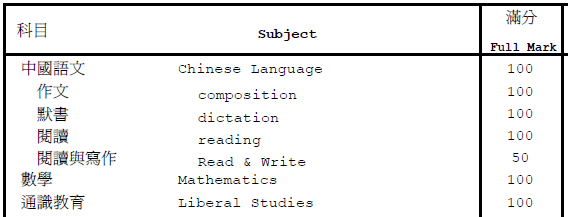 科目 Subject 滿分
Full Mark
中國語文 Chinese Language 100
作文 composition 100
默書 dictation 100
閱讀 reading 100
閱讀與寫作 Read & Write 50
數學 Mathematics 100
通識教育 Liberal Studies 100